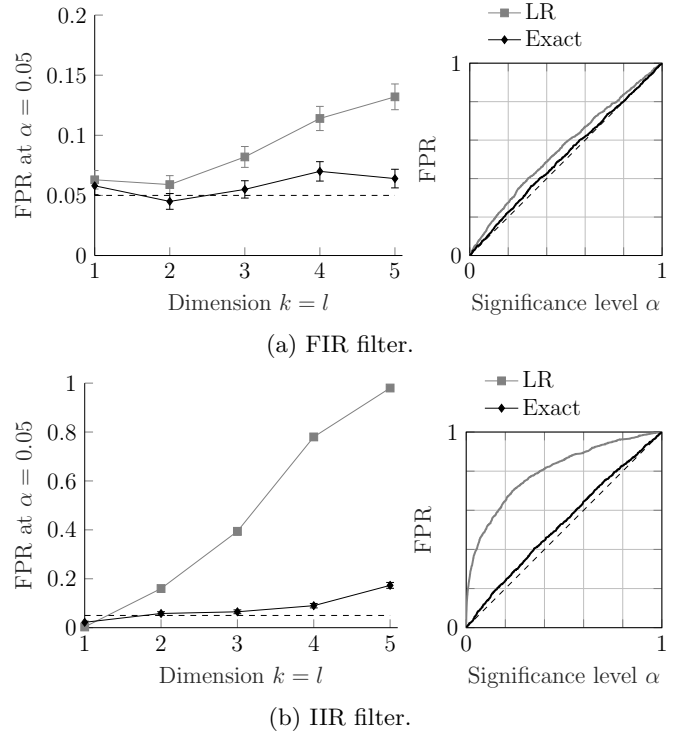 LR
Exact
0.2
0.15
0.1
0.05
0
FPR at α = 0.05
1 2 3 4 5
Dimension k = l
1
0
FPR
0 1
Significance level α
(a) FIR filter.
LR
Exact
1
0.8
0.6
0.4
0.2
0
FPR at α = 0.05
1 2 3 4 5
Dimension k = l
1
0
FPR
0 1
Significance level α
(b) IIR filter.